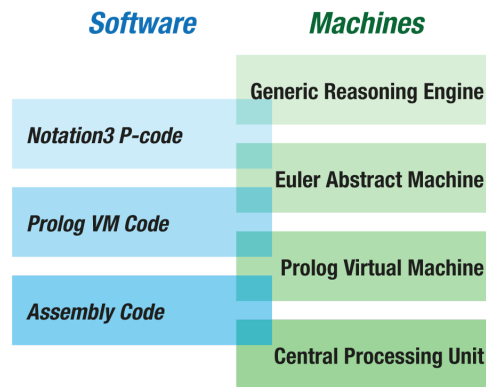 Software Machines
Generic Reasoning Engine
Notation3 P-code
Euler Abstract Machine
Prolog VM Code
Prolog Virtual Machine
Assembly Code
Central Processing Unit